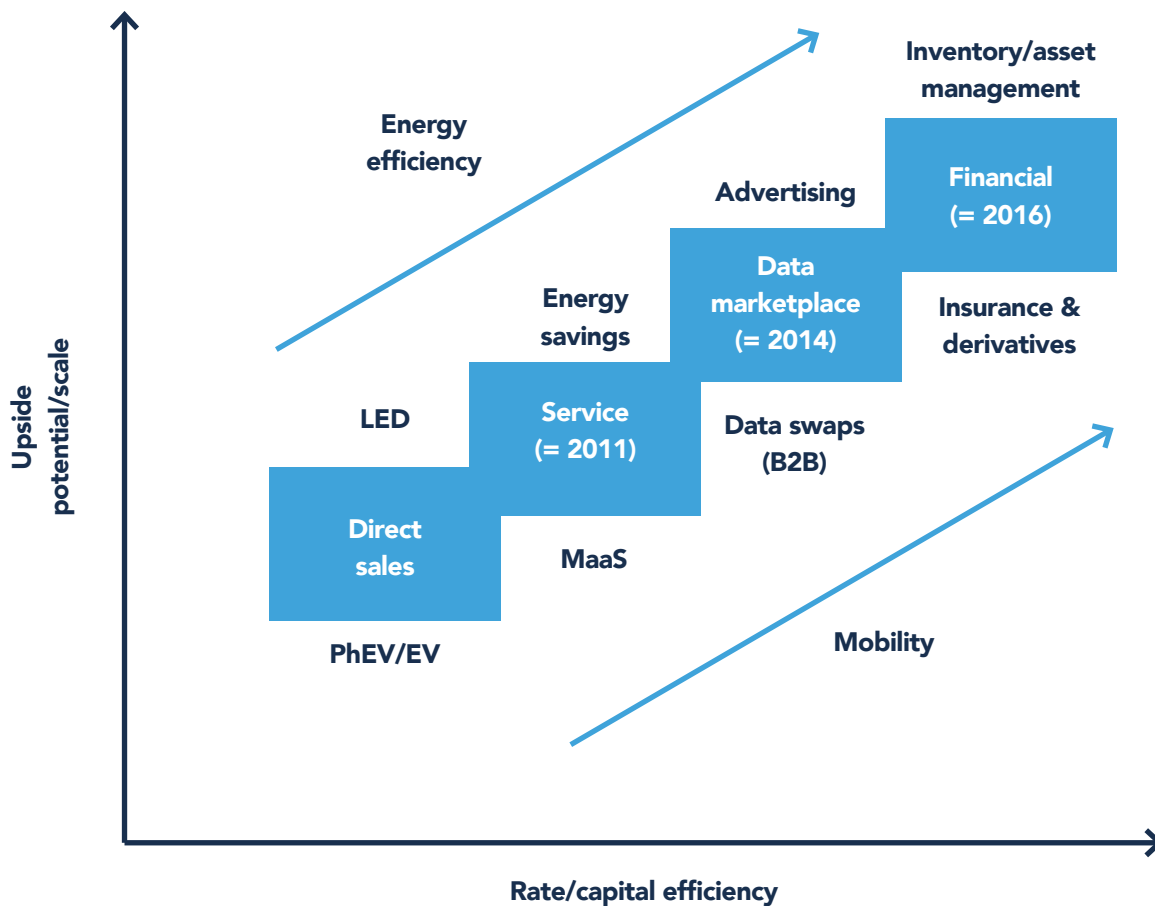 Inventory/asset
management
Energy
efficiency
Financial
(= 2016)
Advertising
Data
marketplace
(= 2014)
Energy
savings
Insurance &
derivatives
Upside
potential/scale
LED
Service
(= 2011)
Data swaps
(B2B)
Direct
sales
MaaS
Mobility
PhEV/EV
Rate/capital efficiency